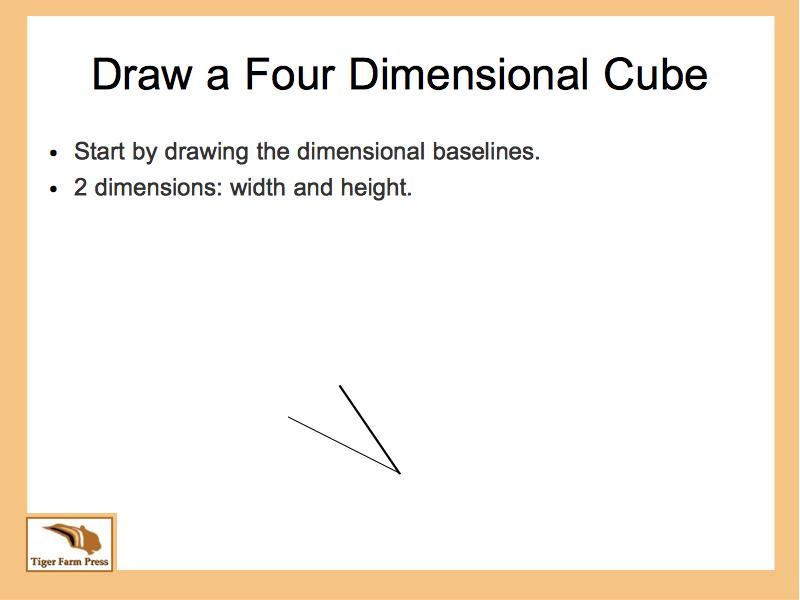 Draw a Four Dimensional Cube
• Start by drawing the dimensional baselines.
• 2 dimensions: width and height.
Tiger Farm Press